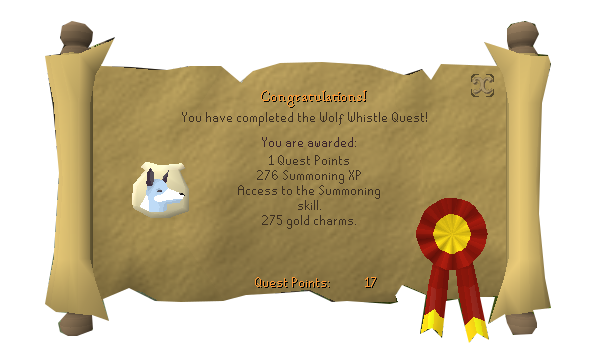 Congratulations!
You have completed the Wolf Whistle Quest!
You are awarded:
1 Quest Points
276 Summoning XP
Access to the Summoning
skill.
275 gold charms.
Quest Points: 17